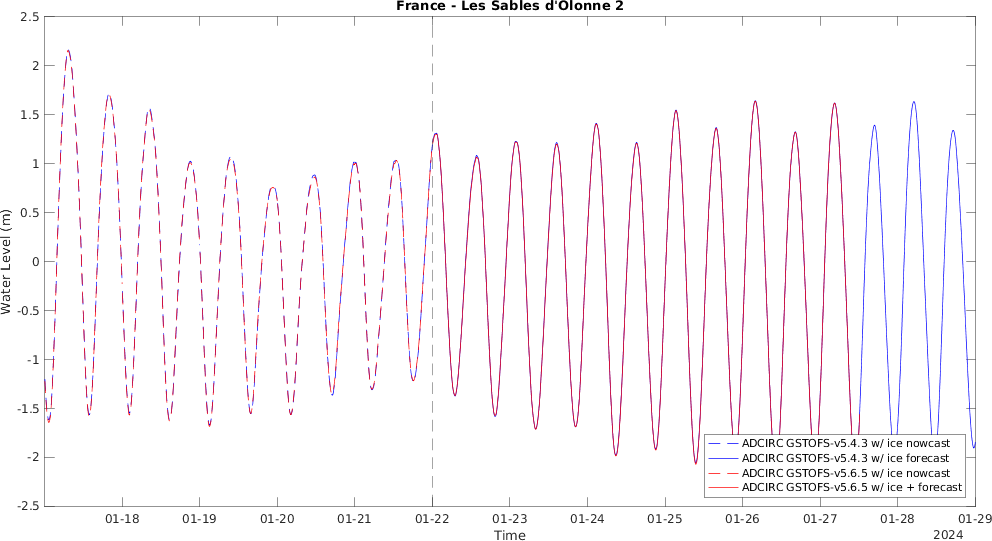 France - Les Sables d'Olonne 2
2.5
2
1.5
1
0.5
0
-0.5
-1
-1.5
-2
-2.5
Water Level (m)
ADCIRC GSTOFS-v5.4.3 w/ ice nowcast
ADCIRC GSTOFS-v5.4.3 w/ ice forecast
ADCIRC GSTOFS-v5.6.5 w/ ice nowcast
ADCIRC GSTOFS-v5.6.5 w/ ice + forecast
01-18 01-19 01-20 01-21 01-22 01-23 01-24 01-25 01-26 01-27 01-28 01-29
Time
2024